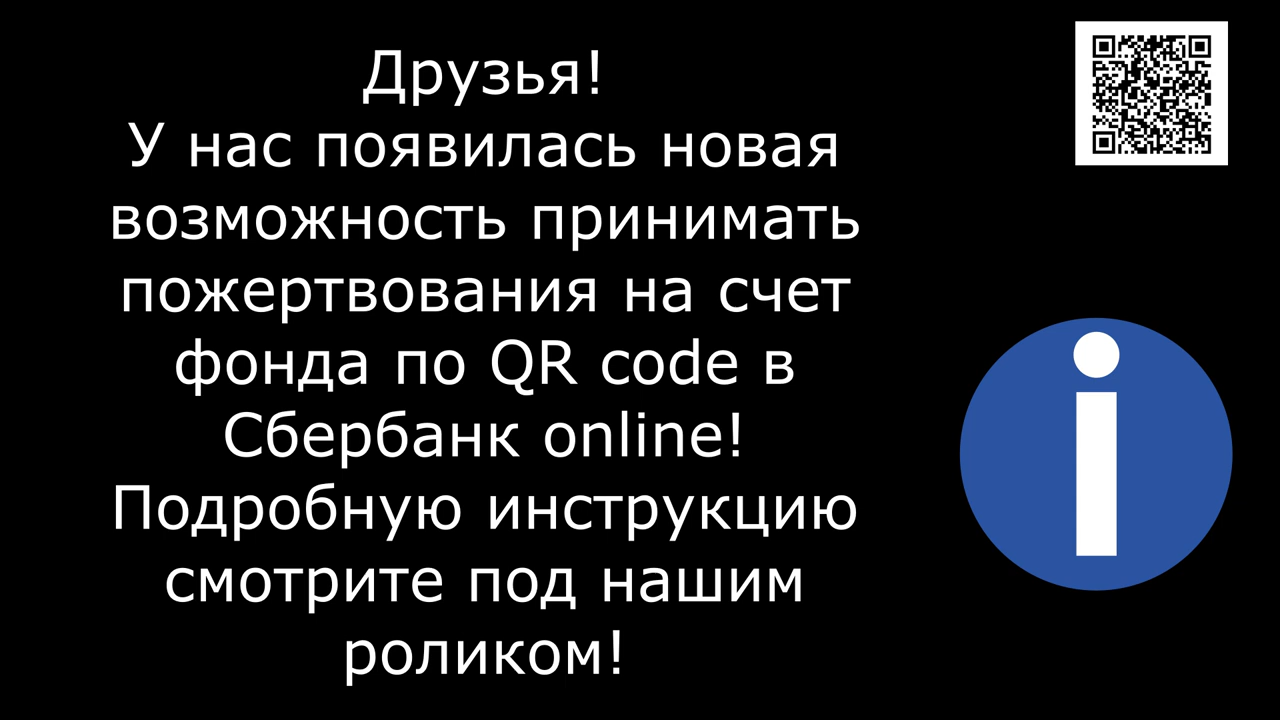 Друзья!
У нас появилась новая
возможность принимать
пожертвования на счет
фонда по QR code в
Сбербанк online!
Подробную инструкцию
смотрите под нашим
роликом!